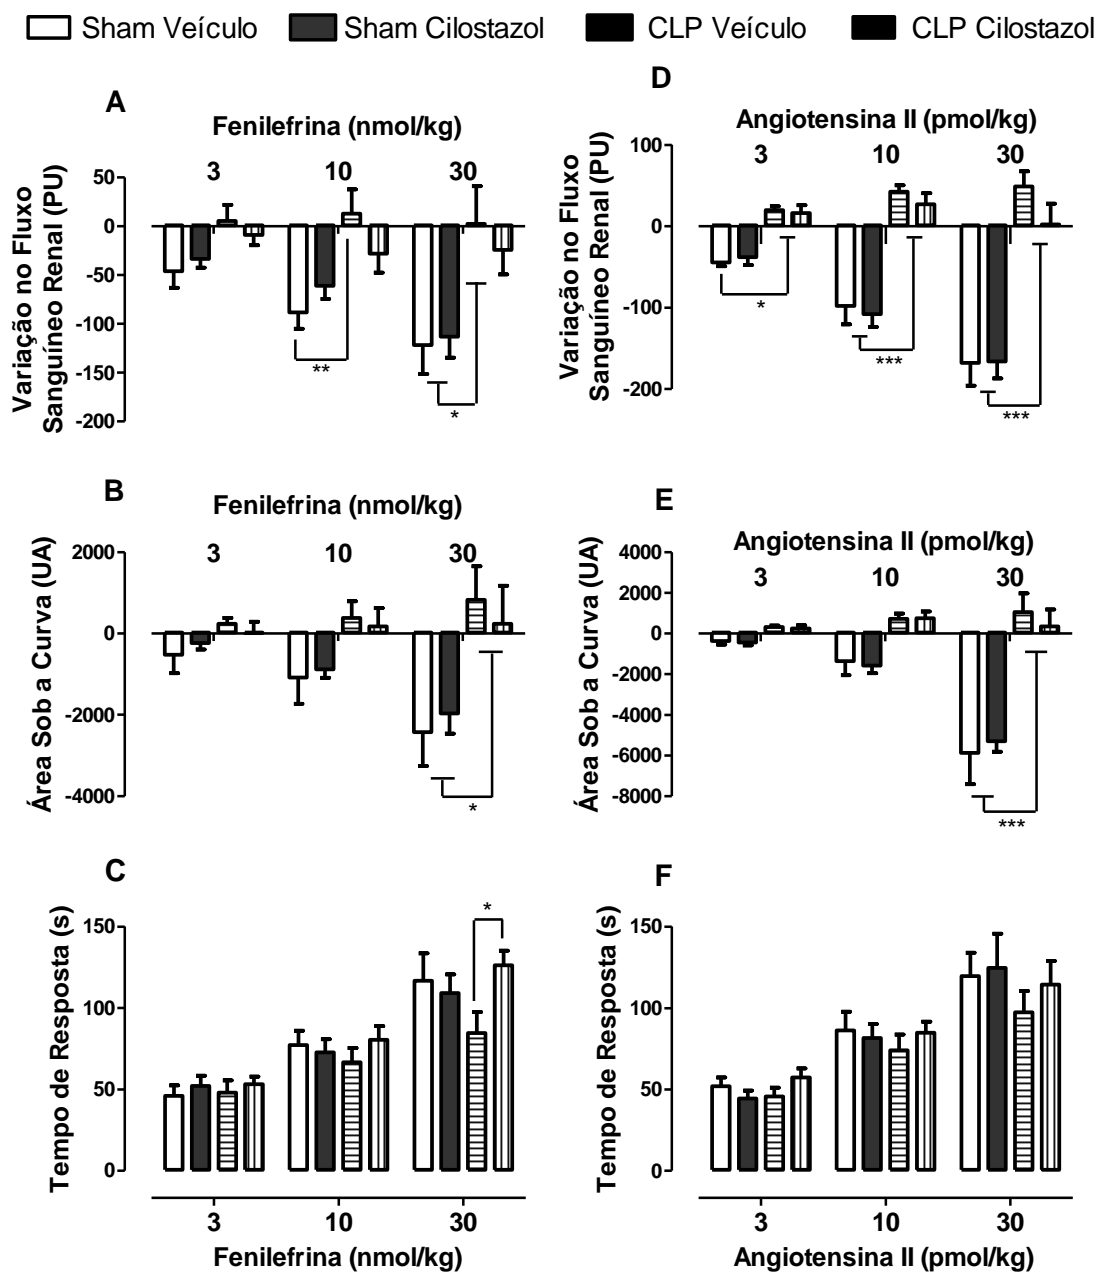 Sham Veículo Sham Cilostazol CLP Veículo CLP Cilostazol
A
Fenilefrina (nmol/kg)
3 10 30
Variação no Fluxo
Sanguíneo Renal (PU)
50
0
-50
-100
-150
-200
**
*
D
Angiotensina II (pmol/kg)
3 10 30
Variação no Fluxo
Sanguíneo Renal (PU)
100
0
-100
-200
*
***
***
B
Fenilefrina (nmol/kg)
3 10 30
Área Sob a Curva (UA)
2000
0
-2000
-4000
*
E
Angiotensina II (pmol/kg)
3 10 30
Área Sob a Curva (UA)
4000
2000
0
-2000
-4000
-6000
-8000
***
C
Tempo de Resposta (s)
150
100
50
0
*
3 10 30
Fenilefrina (nmol/kg)
F
Tempo de Resposta (s)
150
100
50
0
3 10 30
Angiotensina II (pmol/kg)